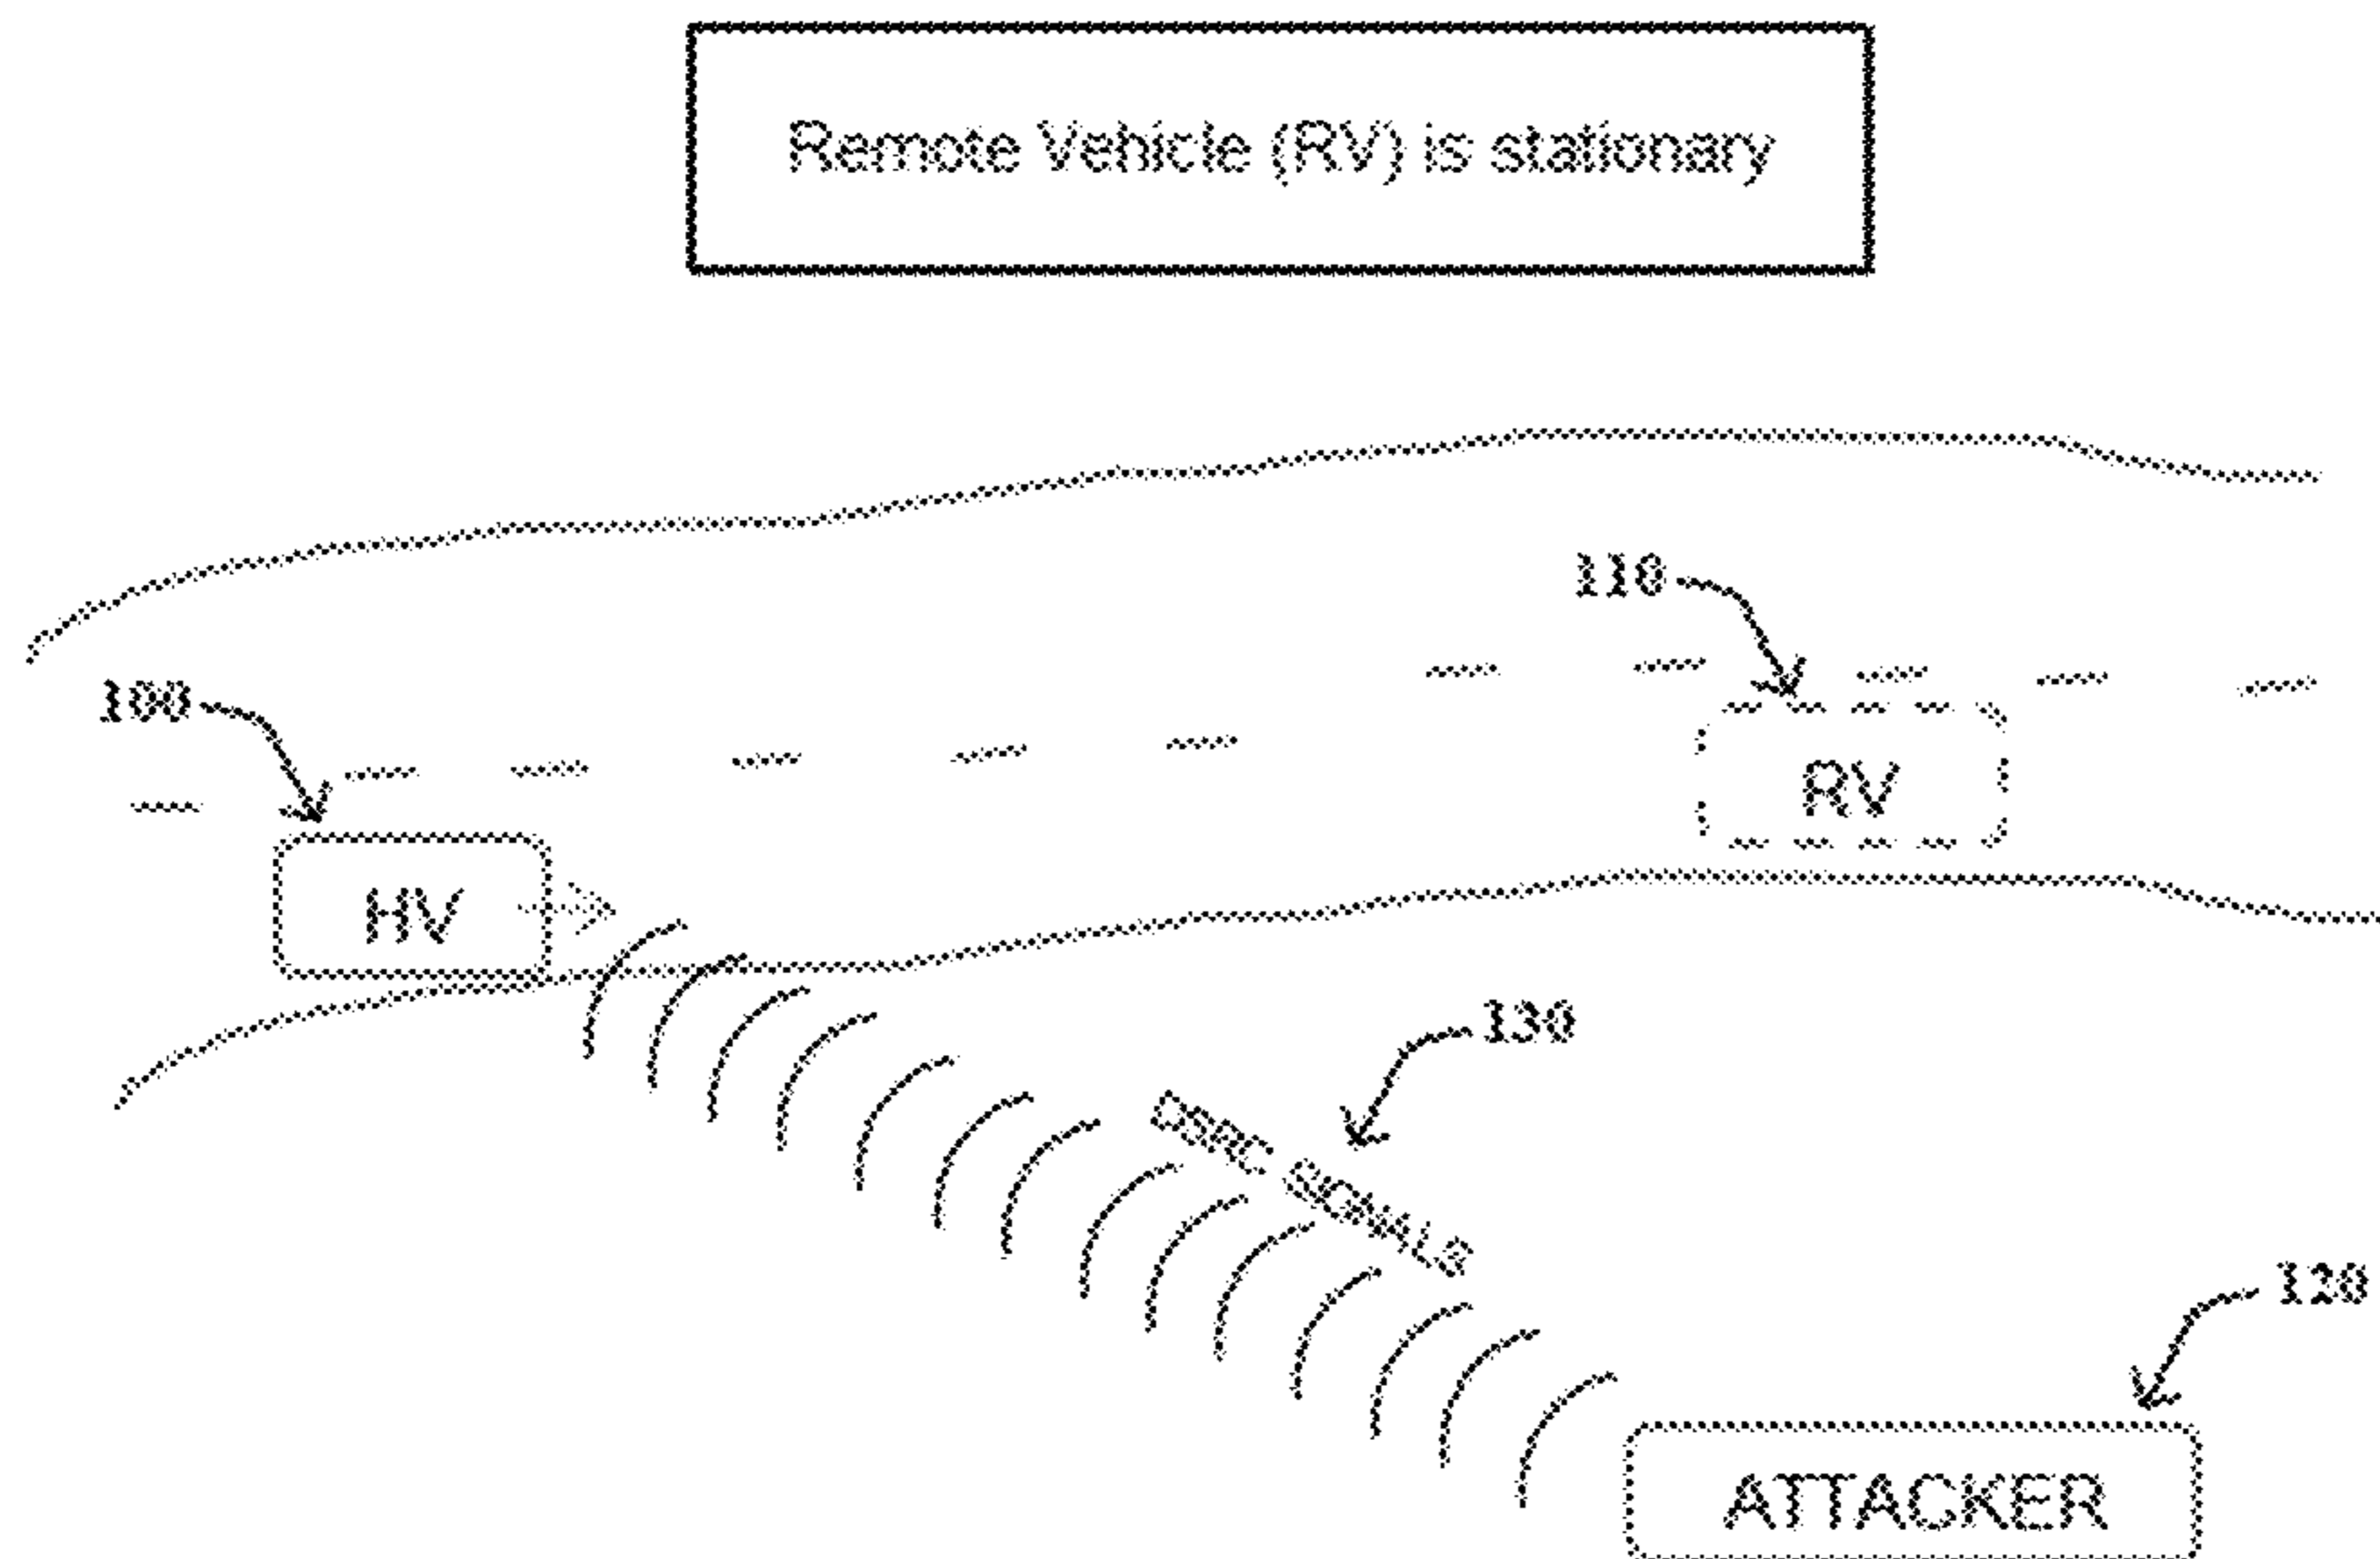 Remote Vehicle (RV) is stationary
110
100
RV
HV
130
DSRC SIGNALS
120
ATTACKER